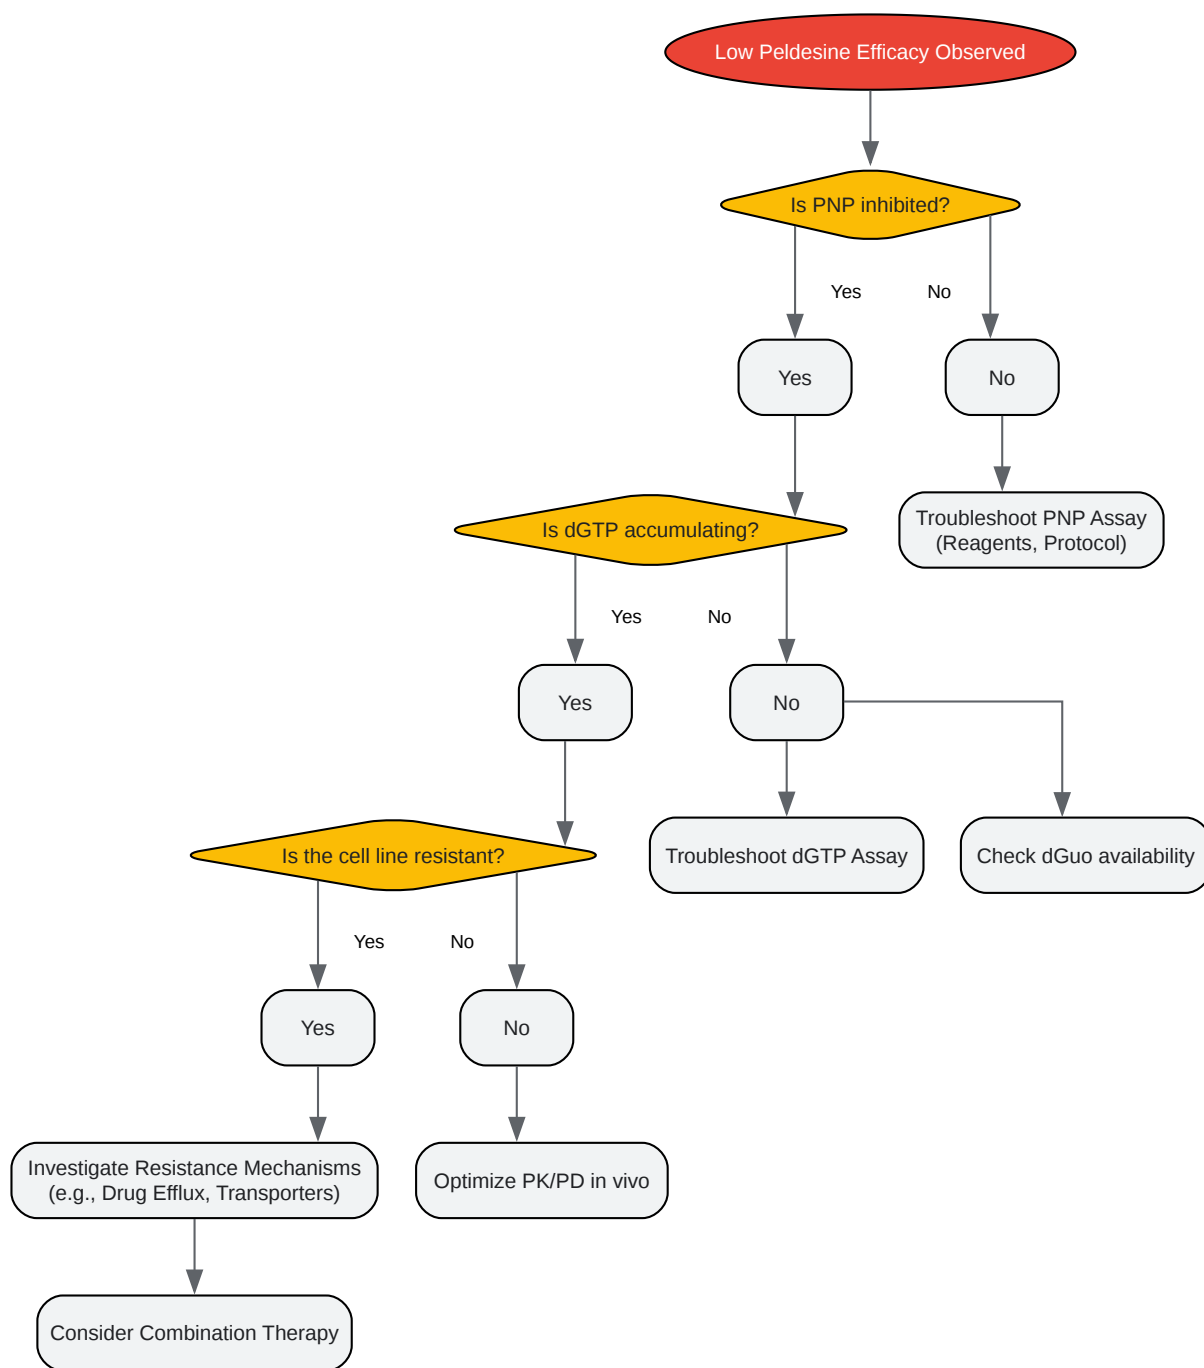 Low Peldesine Efficacy Observed
Is PNP inhibited?
Yes
No
Yes
No
Troubleshoot PNP Assay
(Reagents, Protocol)
Is dGTP accumulating?
Yes
No
Yes
No
Troubleshoot dGTP Assay
Check dGuo availability
Is the cell line resistant?
Yes
No
Yes
No
Investigate Resistance Mechanisms
(e.g., Drug Efflux, Transporters)
Optimize PK/PD in vivo
Consider Combination Therapy